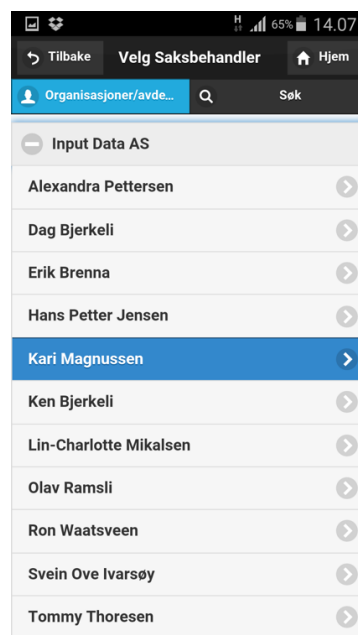 H 65% 14.07
Tilbake Velg Saksbehandler Hjem
Organisasjoner/avde... Søk
Input Data AS
Alexandra Pettersen
Dag Bjerkeli
Erik Brenna
Hans Petter Jensen
Kari Magnussen
Ken Bjerkeli
Lin-Charlotte Mikalsen
Olav Ramsli
Ron Waatsveen
Svein Ove Ivarsøy
Tommy Thoresen